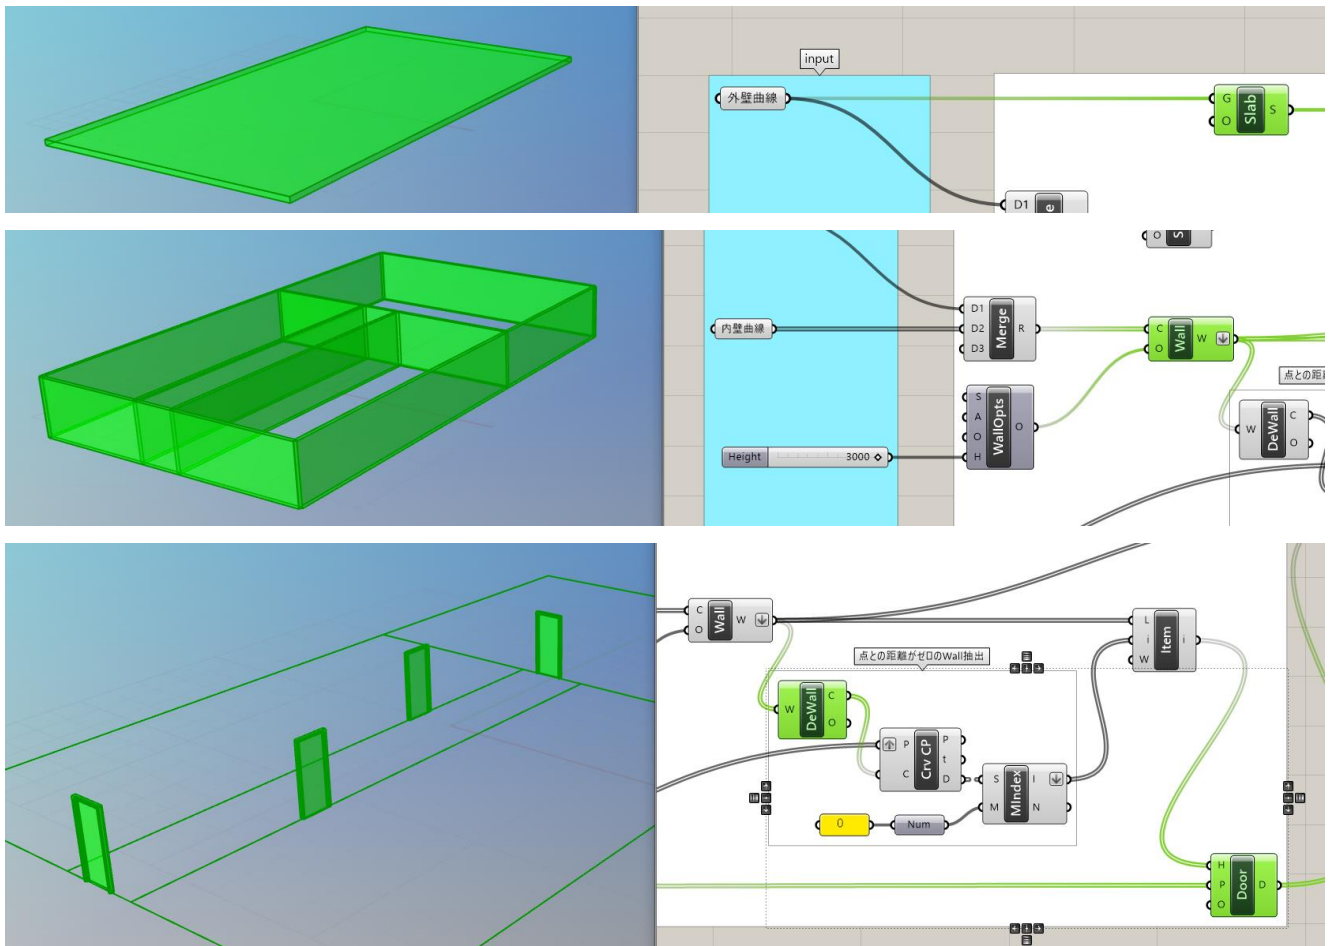 input
外壁曲線
G
O
Slab
S
D1
e
O
S
内壁曲線
D1
D2
D3
Merge
R
C
O
Wall
W
点との距
S
A
O
H
WallOpts
O
W
DeWall
C
O
Height
3000
C
O
Wall
W
L
i
W
Item
i
点との距離がゼロのWall抽出
W
DeWall
C
O
P
C
Crv CP
P
t
D
S
M
MIndex
I
N
0
Num
H
P
O
Door
D